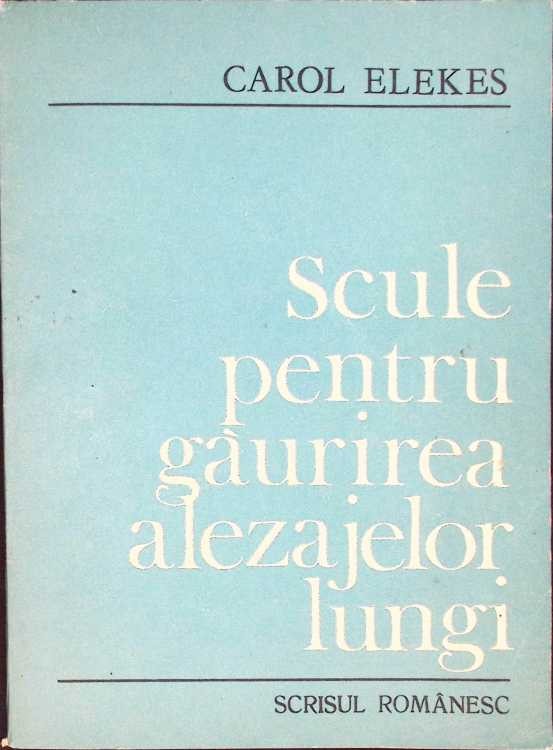 CAROL ELEKES
Scule
pentru
găurirea
alezajelor
lungi
SCRISUL ROMÂNESC